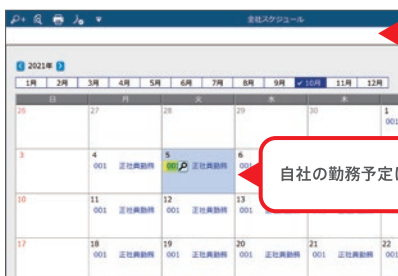 全社スケジュール
2021年
1月 2月 3月 4月 5月 6月 7月 8月 9月 ✓10月 11月 12月
日 月 火 水 木
26 27 28 29 30 1
001
3 4 5 6
001 正社員勤務 001 正社員勤務 001
自社の勤務予定
10 11 12 13
001 正社員勤務 001 正社員勤務 001
17 18 19 20 21 22
001 正社員勤務 001 正社員勤務 001 正社員勤務 001 正社員勤務 001